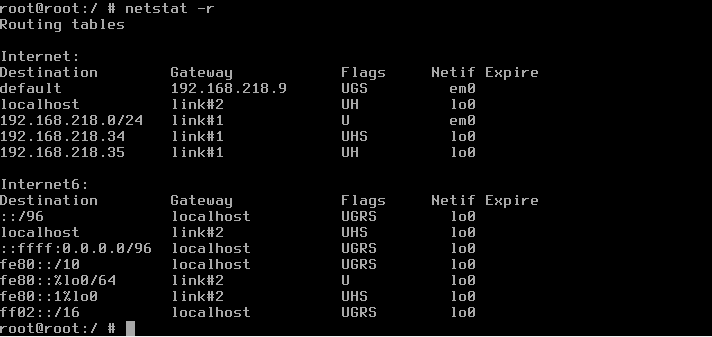 root@root:/ # netstat -r
Routing tables
Internet:
Destination Gateway Flags Netif Expire
default 192.168.218.9 UGS em0
localhost link#2 UH lo0
192.168.218.0/24 link#1 U em0
192.168.218.34 link#1 UHS lo0
192.168.218.35 link#1 UH lo0
Internet6:
Destination Gateway Flags Netif Expire
::/96 localhost UGRS lo0
localhost link#2 UHS lo0
::ffff:0.0.0.0/96 localhost UGRS lo0
fe80::/10 localhost UGRS lo0
fe80::%lo0/64 link#2 U lo0
fe80::1%lo0 link#2 UHS lo0
ff02::/16 localhost UGRS lo0
root@root:/ #